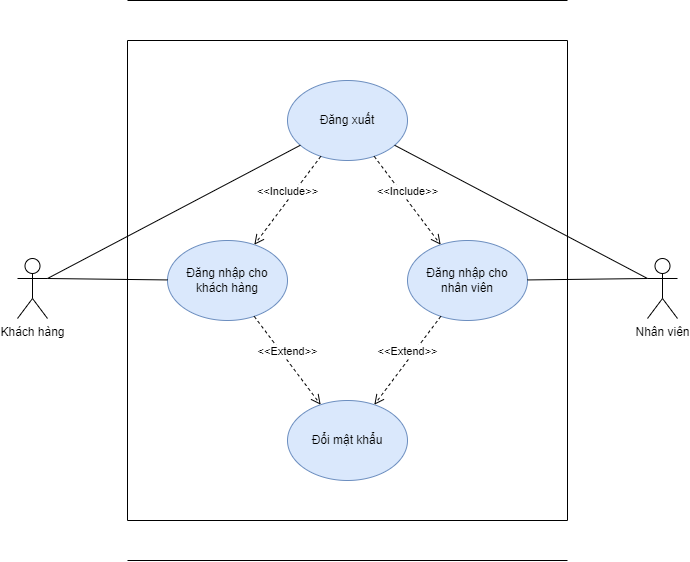 Đăng xuất
<<Include>>
<<Include>>
Đăng nhập cho
khách hàng
Đăng nhập cho
nhân viên
Khách hàng
Nhân viên
<<Extend>>
<<Extend>>
Đổi mật khẩu